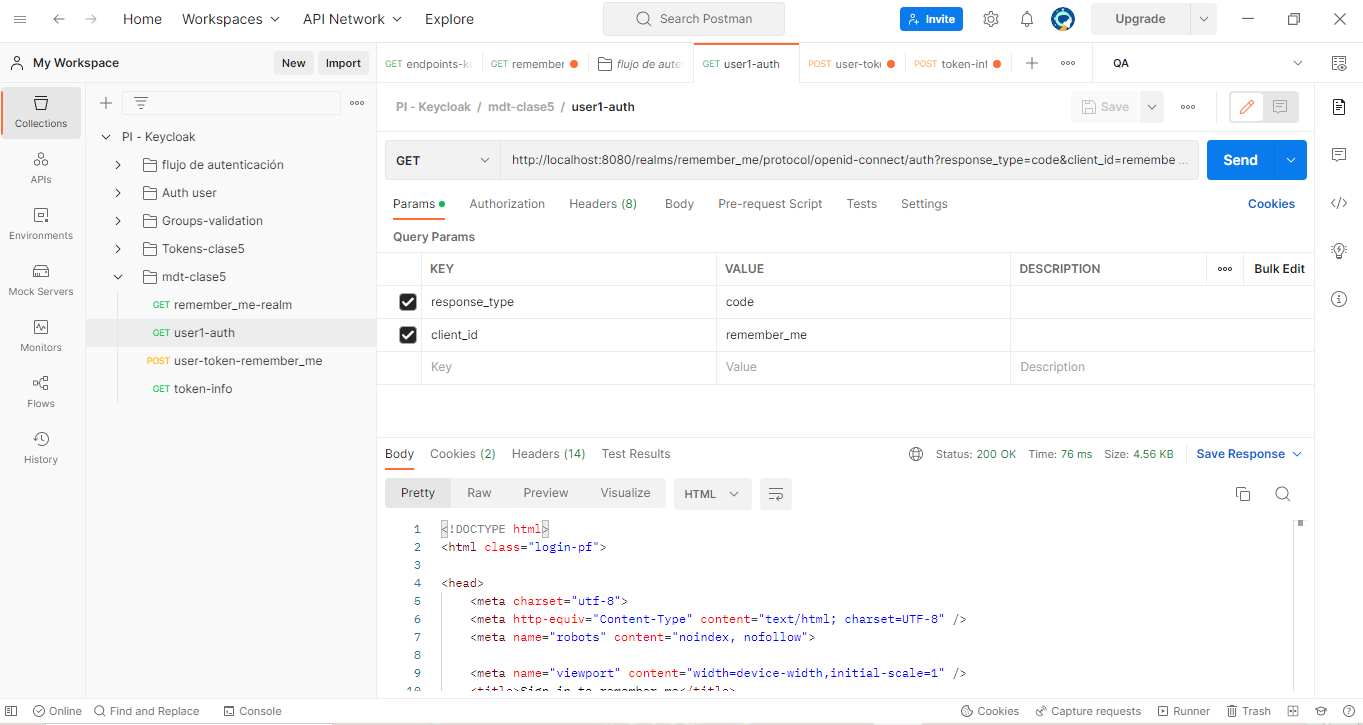 Home Workspaces API Network Explore Search Postman Invite Upgrade
My Workspace New Import GET endpoints-k GET remember flujo de aute GET user1-auth POST user-tok GET token-inf QA
Collections
APIs
Environments
Mock Servers
Monitors
Flows
History
PI - Keycloak
flujo de autenticación
Auth user
Groups-validation
Tokens-clase5
mdt-clase5
GET remember_me-realm
GET user1-auth
POST user-token-remember_me
GET token-info
PI - Keycloak / mdt-clase5 / user1-auth Save
GET http://localhost:8080/realms/remember_me/protocol/openid-connect/auth?response_type=code&client_id=remembe ... Send
Params Authorization Headers (8) Body Pre-request Script Tests Settings Cookies
Query Params
KEY VALUE DESCRIPTION Bulk Edit
response_type code
client_id remember_me
Key Value Description
Body Cookies (2) Headers (14) Test Results Status: 200 OK Time: 76 ms Size: 4.56 KB Save Response
Pretty Raw Preview Visualize HTML
1 <!DOCTYPE html>
2 <html class="login-pf">
3
4 <head>
5 <meta charset="utf-8">
6 <meta http-equiv="Content-Type" content="text/html; charset=UTF-8" />
7 <meta name="robots" content="noindex, nofollow">
8
9 <meta name="viewport" content="width=device-width,initial-scale=1" />
10 <title>Sign in to remember_me</title>
Online Find and Replace Console Cookies Capture requests Runner Trash